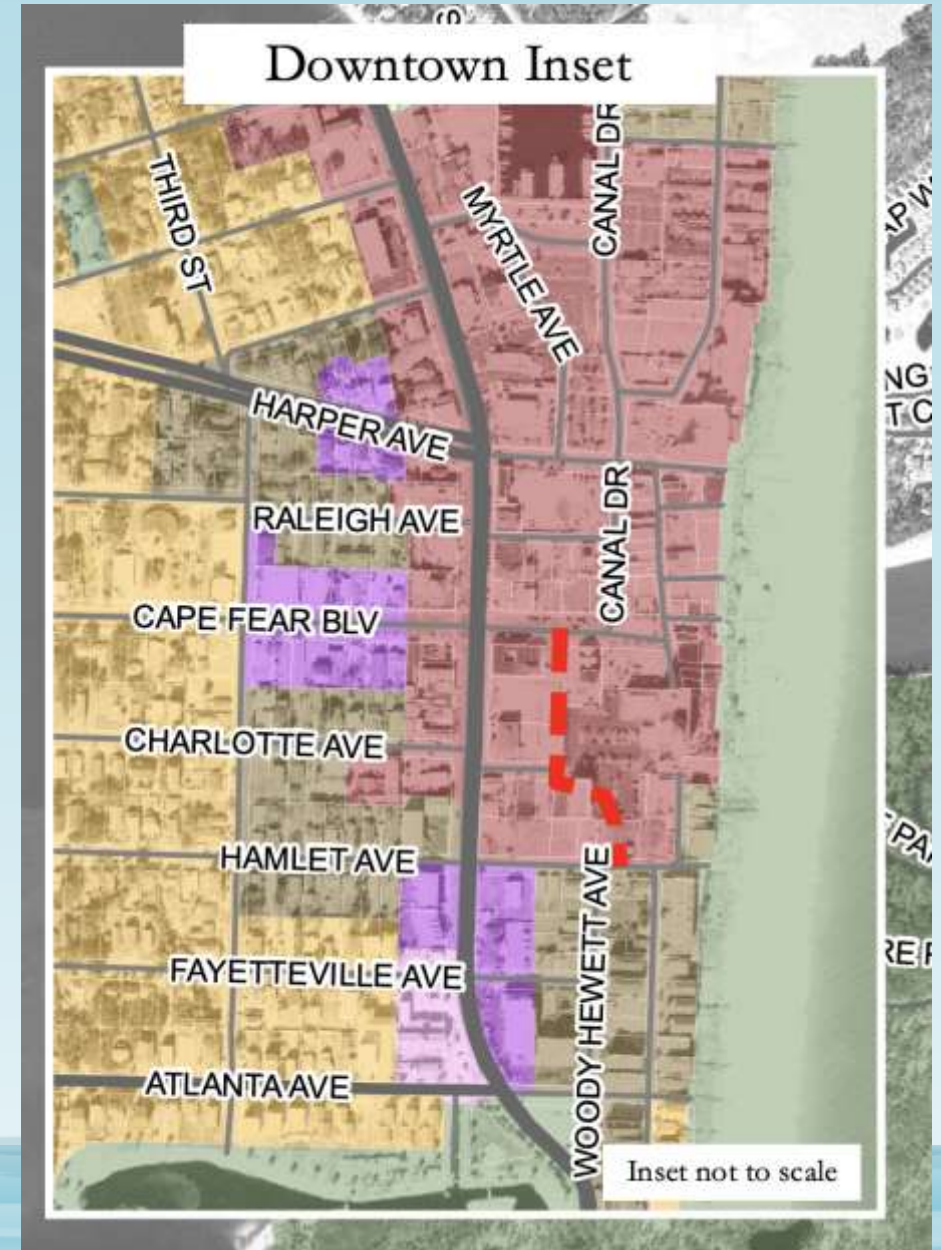 Downtown Inset
THIRD ST
MYRTLE AVE
CANAL DR
HARPER AVE
RALEIGH AVE
CANAL DR
CAPE FEAR BLV
CHARLOTTE AVE
HAMLET AVE
WOODY HEWETT AVE
FAYETTEVILLE AVE
ATLANTA AVE
Inset not to scale